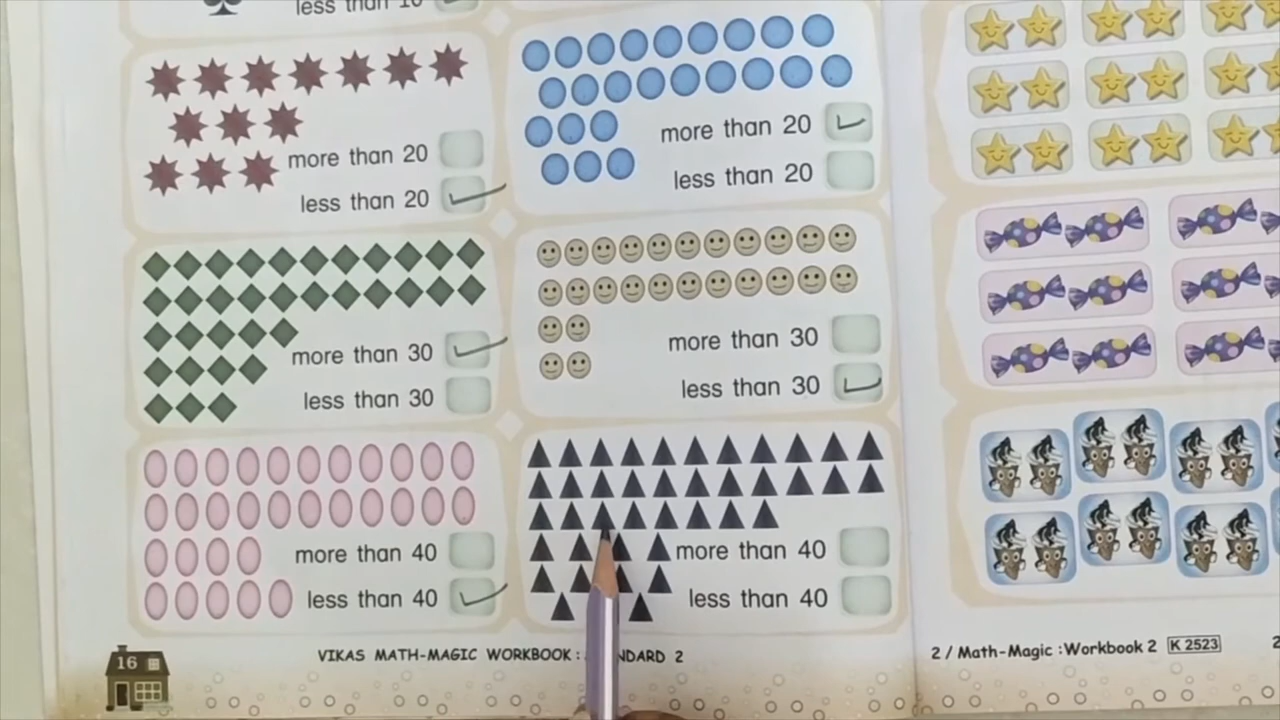 less than 10
more than 20
less than 20
more than 20
less than 20
more than 30
less than 30
more than 30
less than 30
more than 40
less than 40
more than 40
less than 40
16
VIKAS MATH-MAGIC WORKBOOK : NDARD 2
2 / Math-Magic :Workbook 2 K 2523